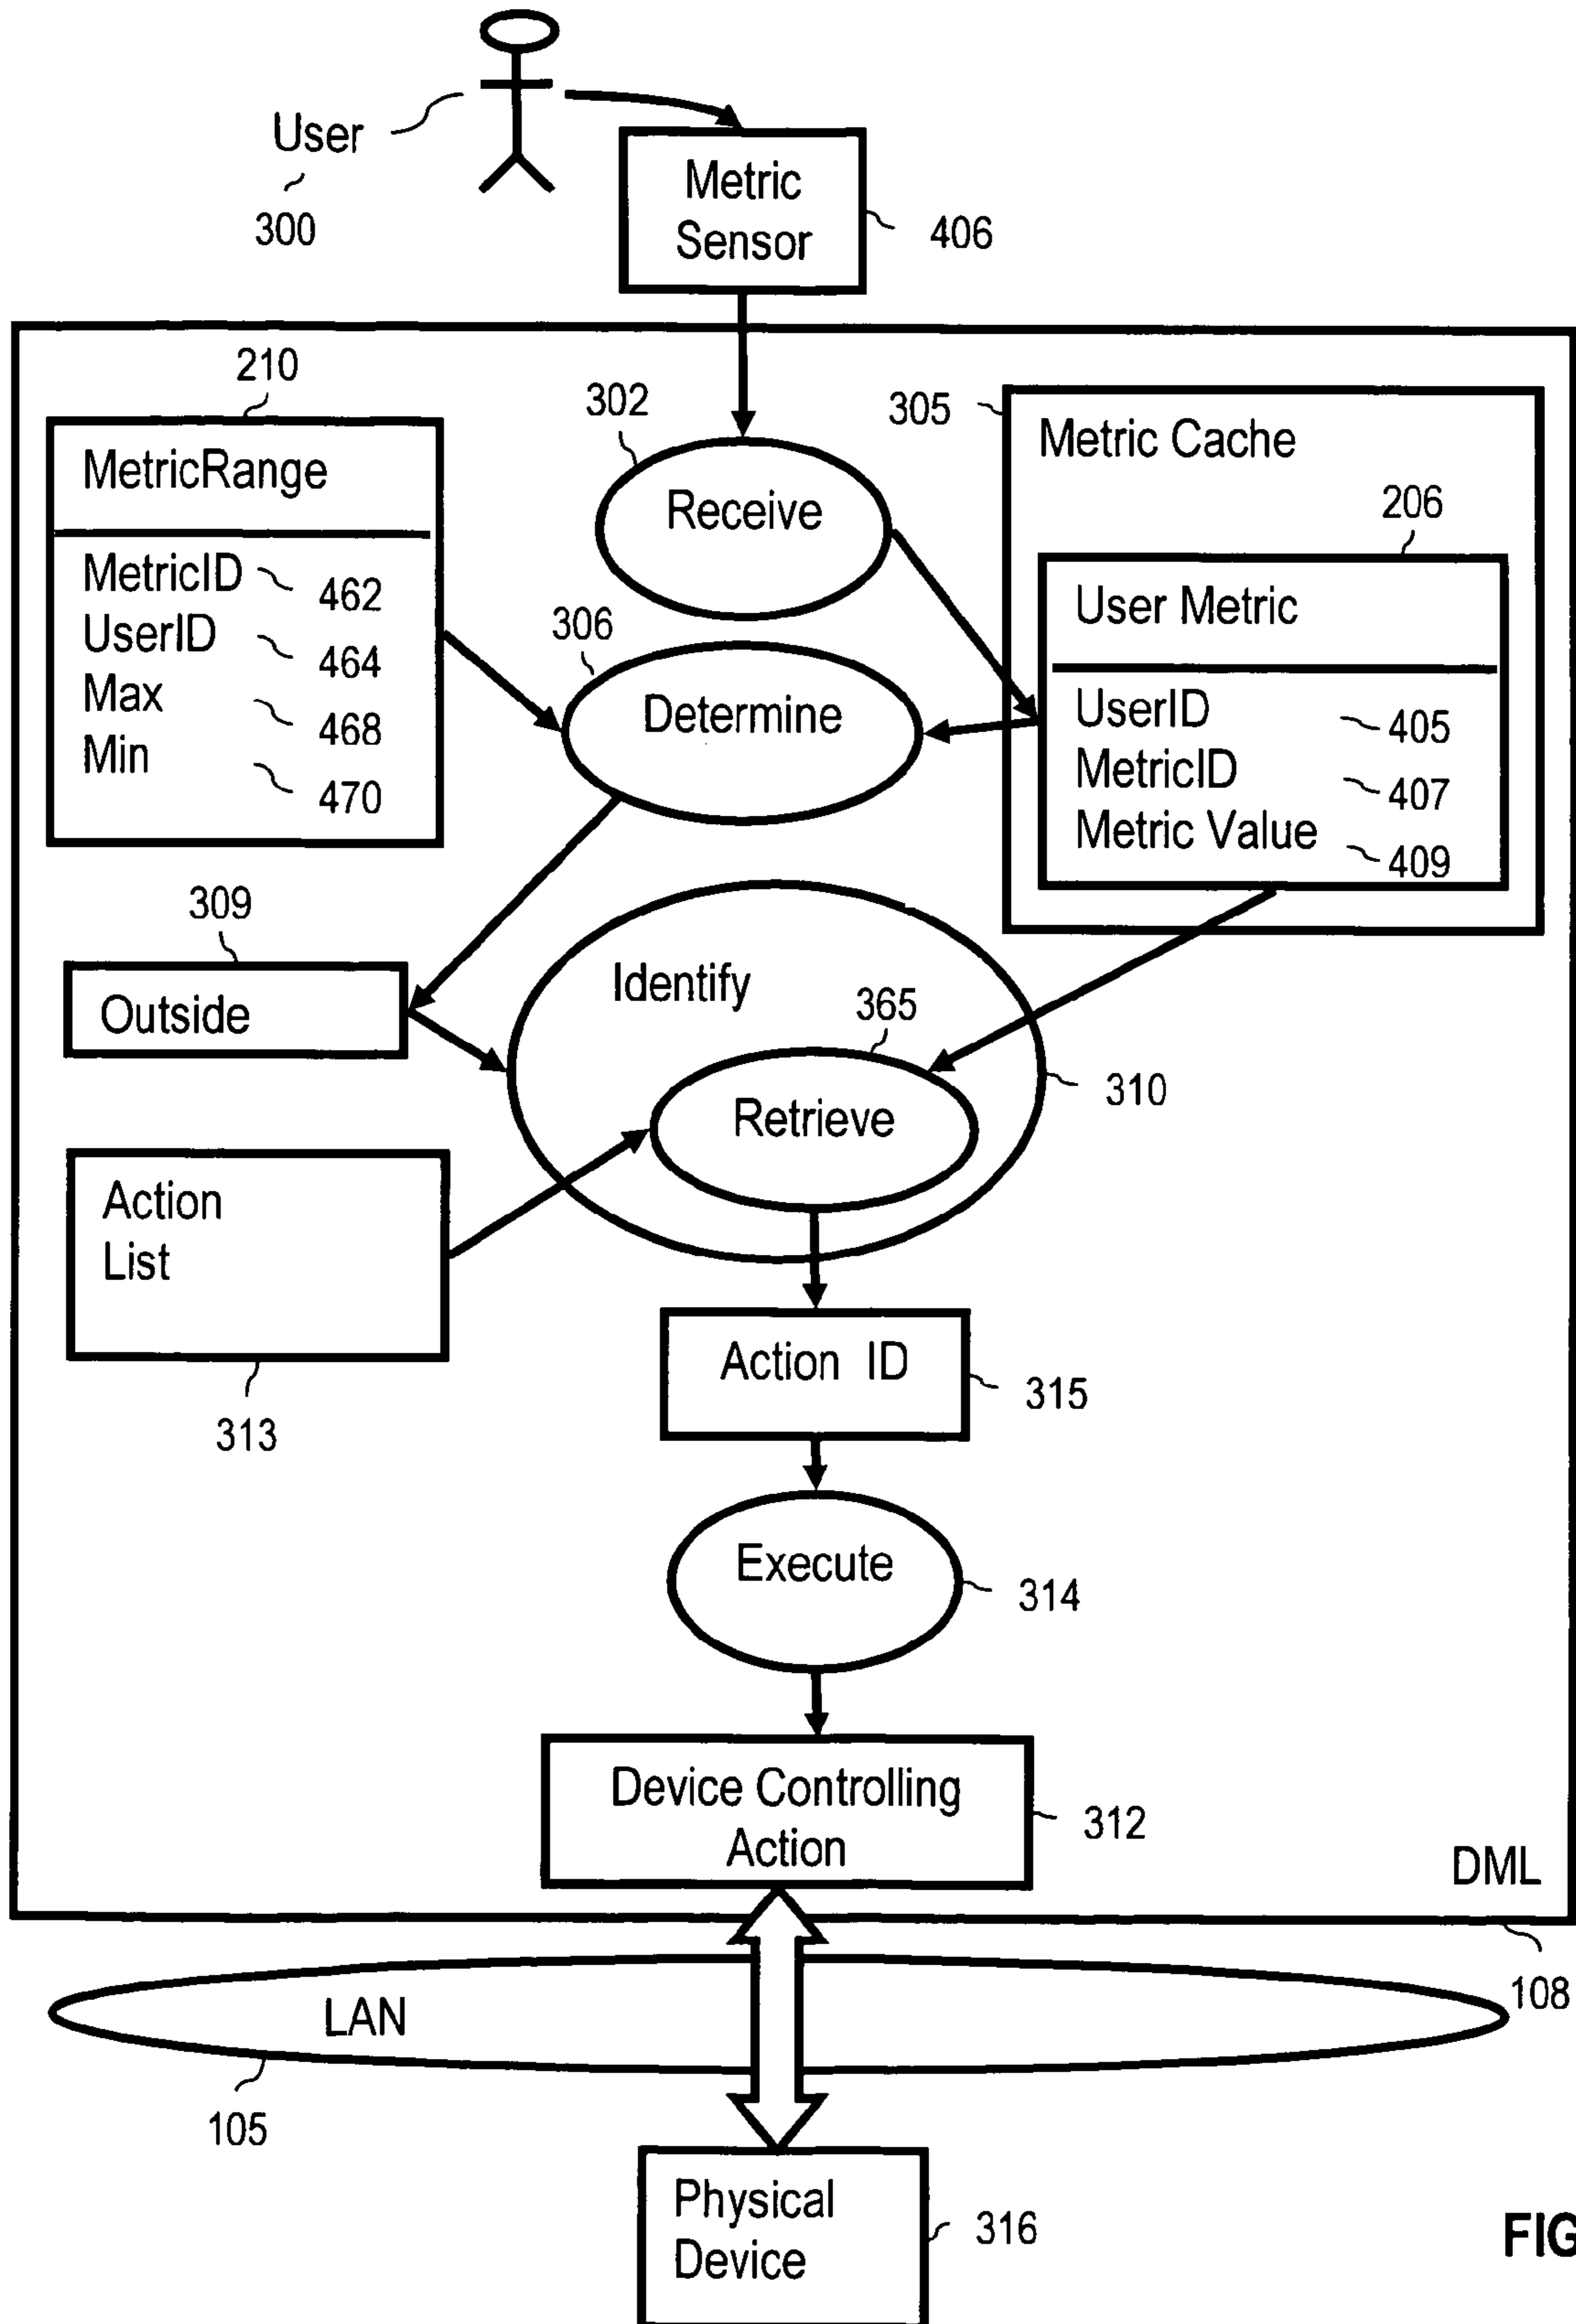 User
300
Metric
Sensor
406
210
MetricRange
MetricID
462
UserID
464
Max
468
Min
470
302
Receive
305
Metric Cache
206
User Metric
UserID
405
MetricID
407
Metric Value
409
306
Determine
309
Outside
Identify
365
Retrieve
310
Action
List
313
Action ID
315
Execute
314
Device Controlling
Action
312
DML
108
LAN
105
Physical
Device
316
FIG